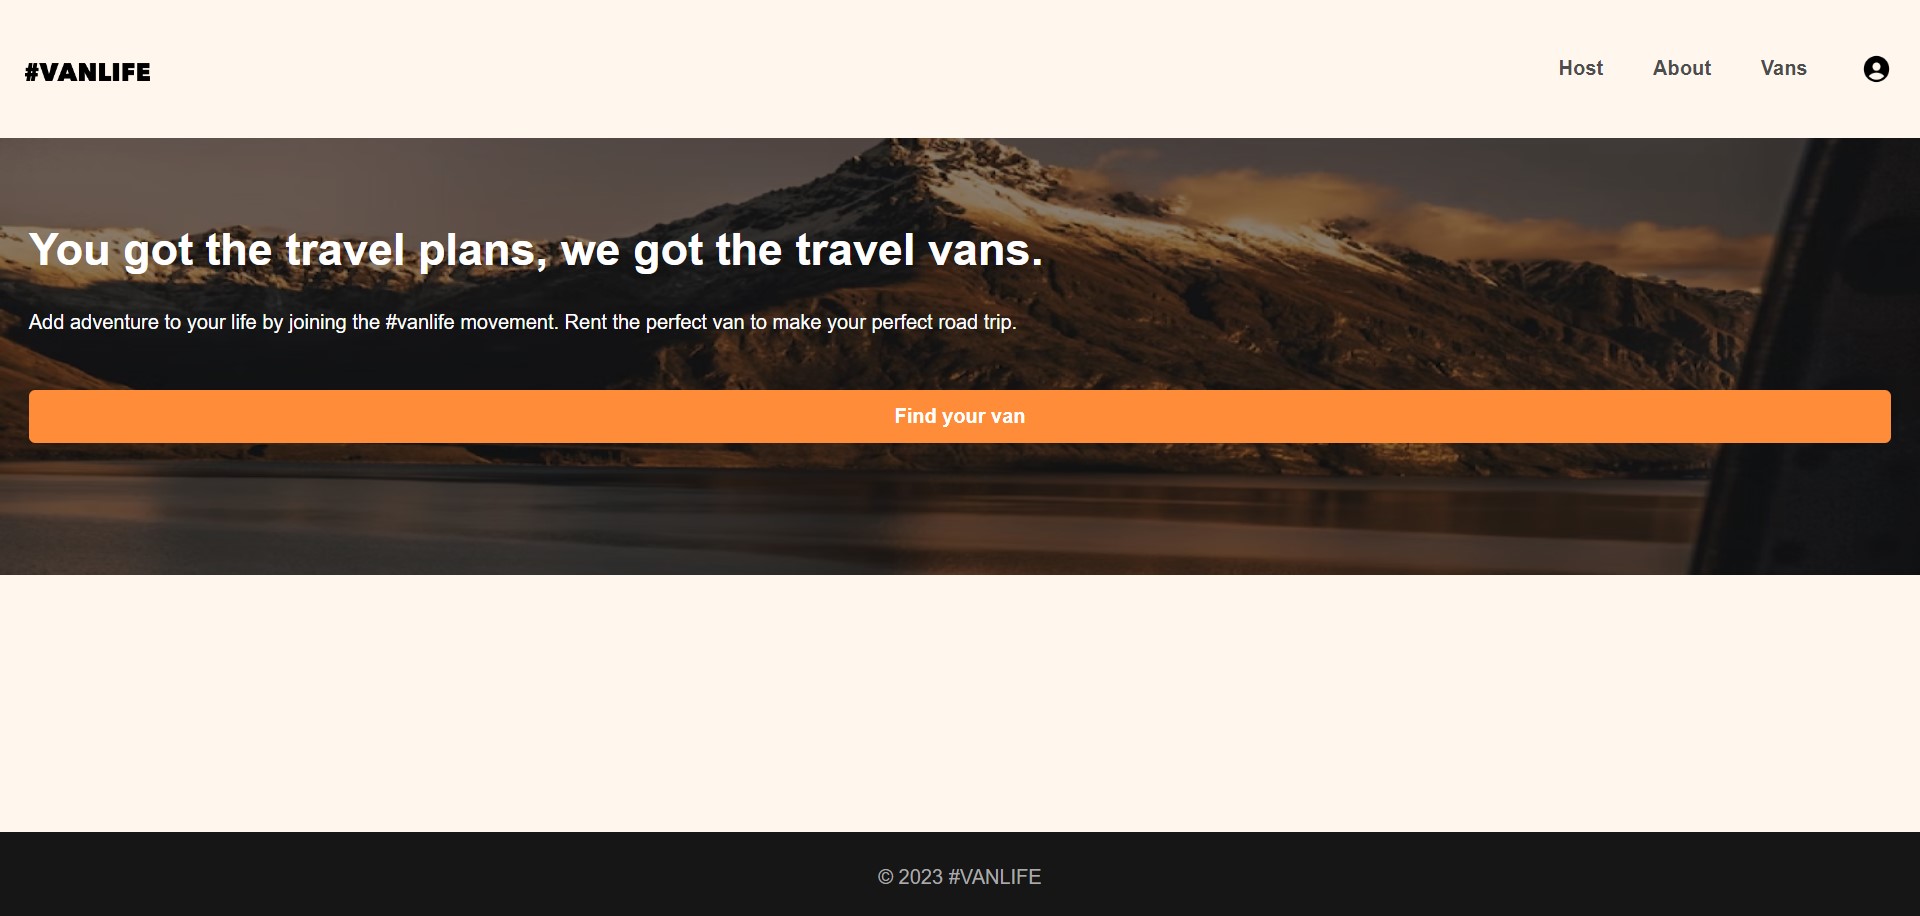 #VANLIFE
Host About Vans
You got the travel plans, we got the travel vans.
Add adventure to your life by joining the #vanlife movement. Rent the perfect van to make your perfect road trip.
Find your van
© 2023 #VANLIFE